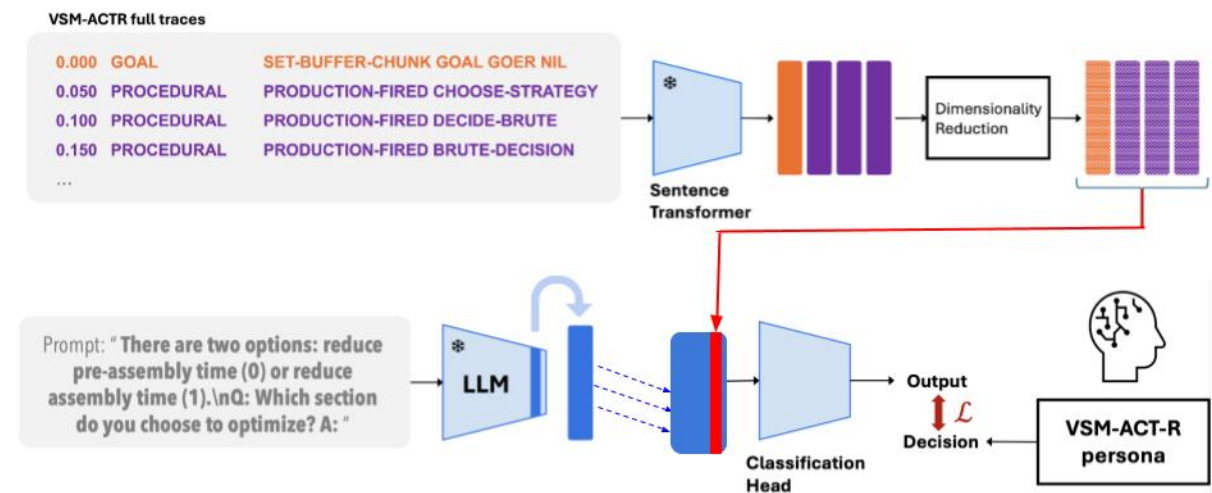 VSM-ACTR full traces
0.000 GOAL SET-BUFFER-CHUNK GOAL GOER NIL
0.050 PROCEDURAL PRODUCTION-FIRED CHOOSE-STRATEGY
0.100 PROCEDURAL PRODUCTION-FIRED DECIDE-BRUTE
0.150 PROCEDURAL PRODUCTION-FIRED BRUTE-DECISION
...
Sentence
Transformer
Dimensionality
Reduction
Prompt: “ There are two options: reduce
pre-assembly time (0) or reduce
assembly time (1).\nQ: Which section
do you choose to optimize? A: “
LLM
Classification
Head
Output
ℒ
Decision
VSM-ACT-R
persona